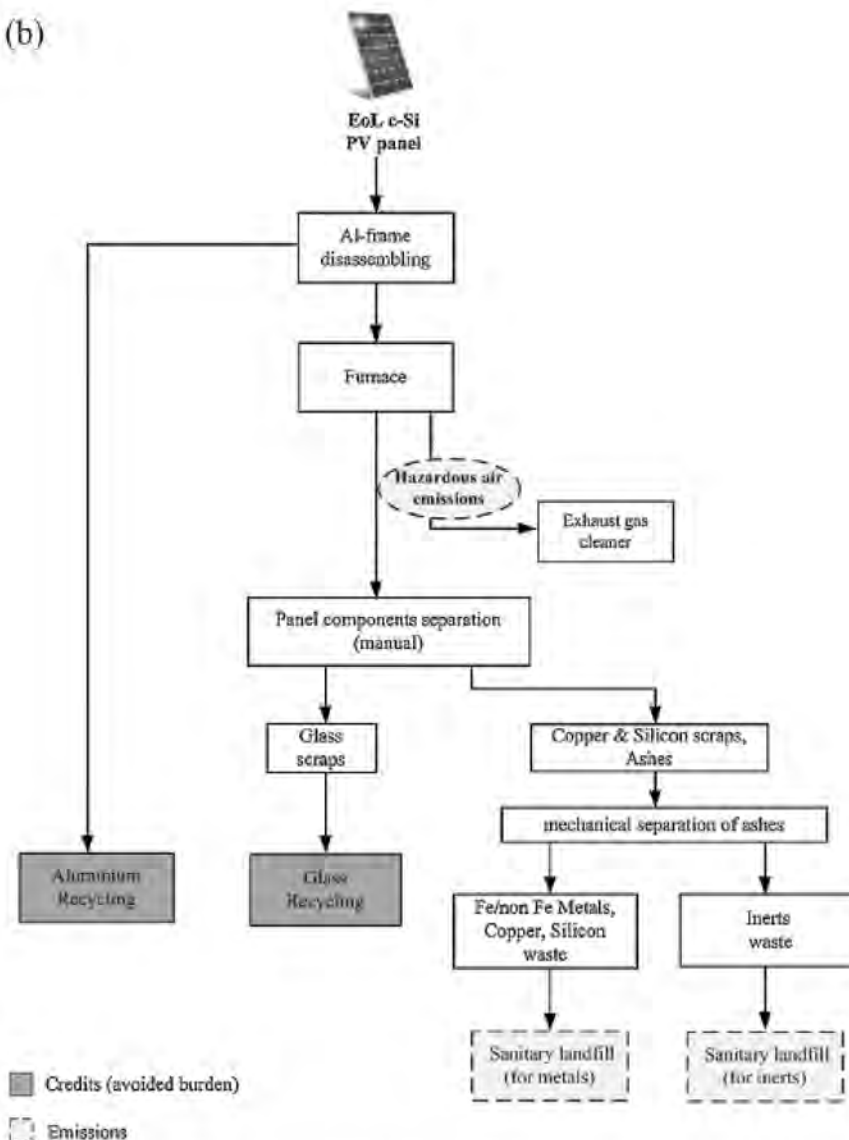 (b)
EoL c-Si
PV panel
Al-frame
disassembling
Furnace
Hazardous air
emissions
Exhaust gas
cleaner
Panel components separation
(manual)
Glass
scraps
Copper & Silicon scraps,
Ashes
mechanical separation of ashes
Aluminium
Recycling
Glass
Recycling
Fe/non Fe Metals,
Copper, Silicon
waste
Inerts
waste
Sanitary landfill
(for metals)
Sanitary landfill
(for inerts)
Credits (avoided burden)
Emissions